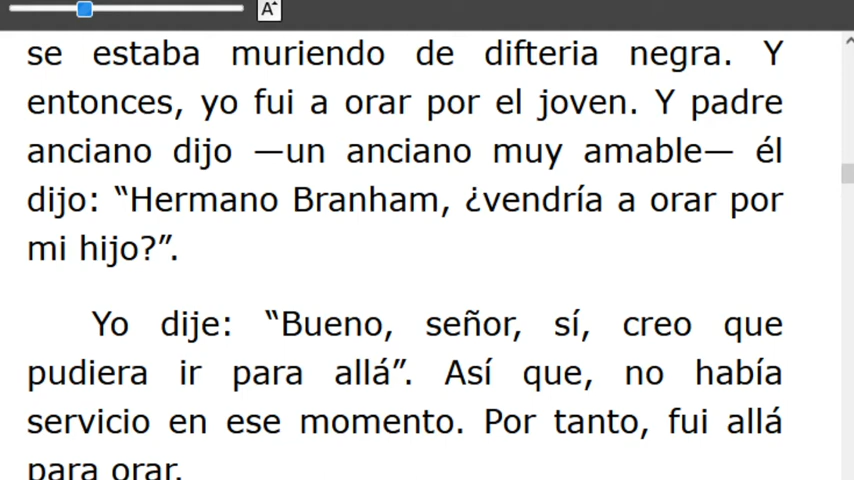 A
se estaba muriendo de difteria negra. Y
entonces, yo fui a orar por el joven. Y padre
anciano dijo —un anciano muy amable— él
dijo: “Hermano Branham, ¿vendría a orar por
mi hijo?”.
Yo dije: “Bueno, señor, sí, creo que
pudiera ir para allá”. Así que, no había
servicio en ese momento. Por tanto, fui allá
para orar.